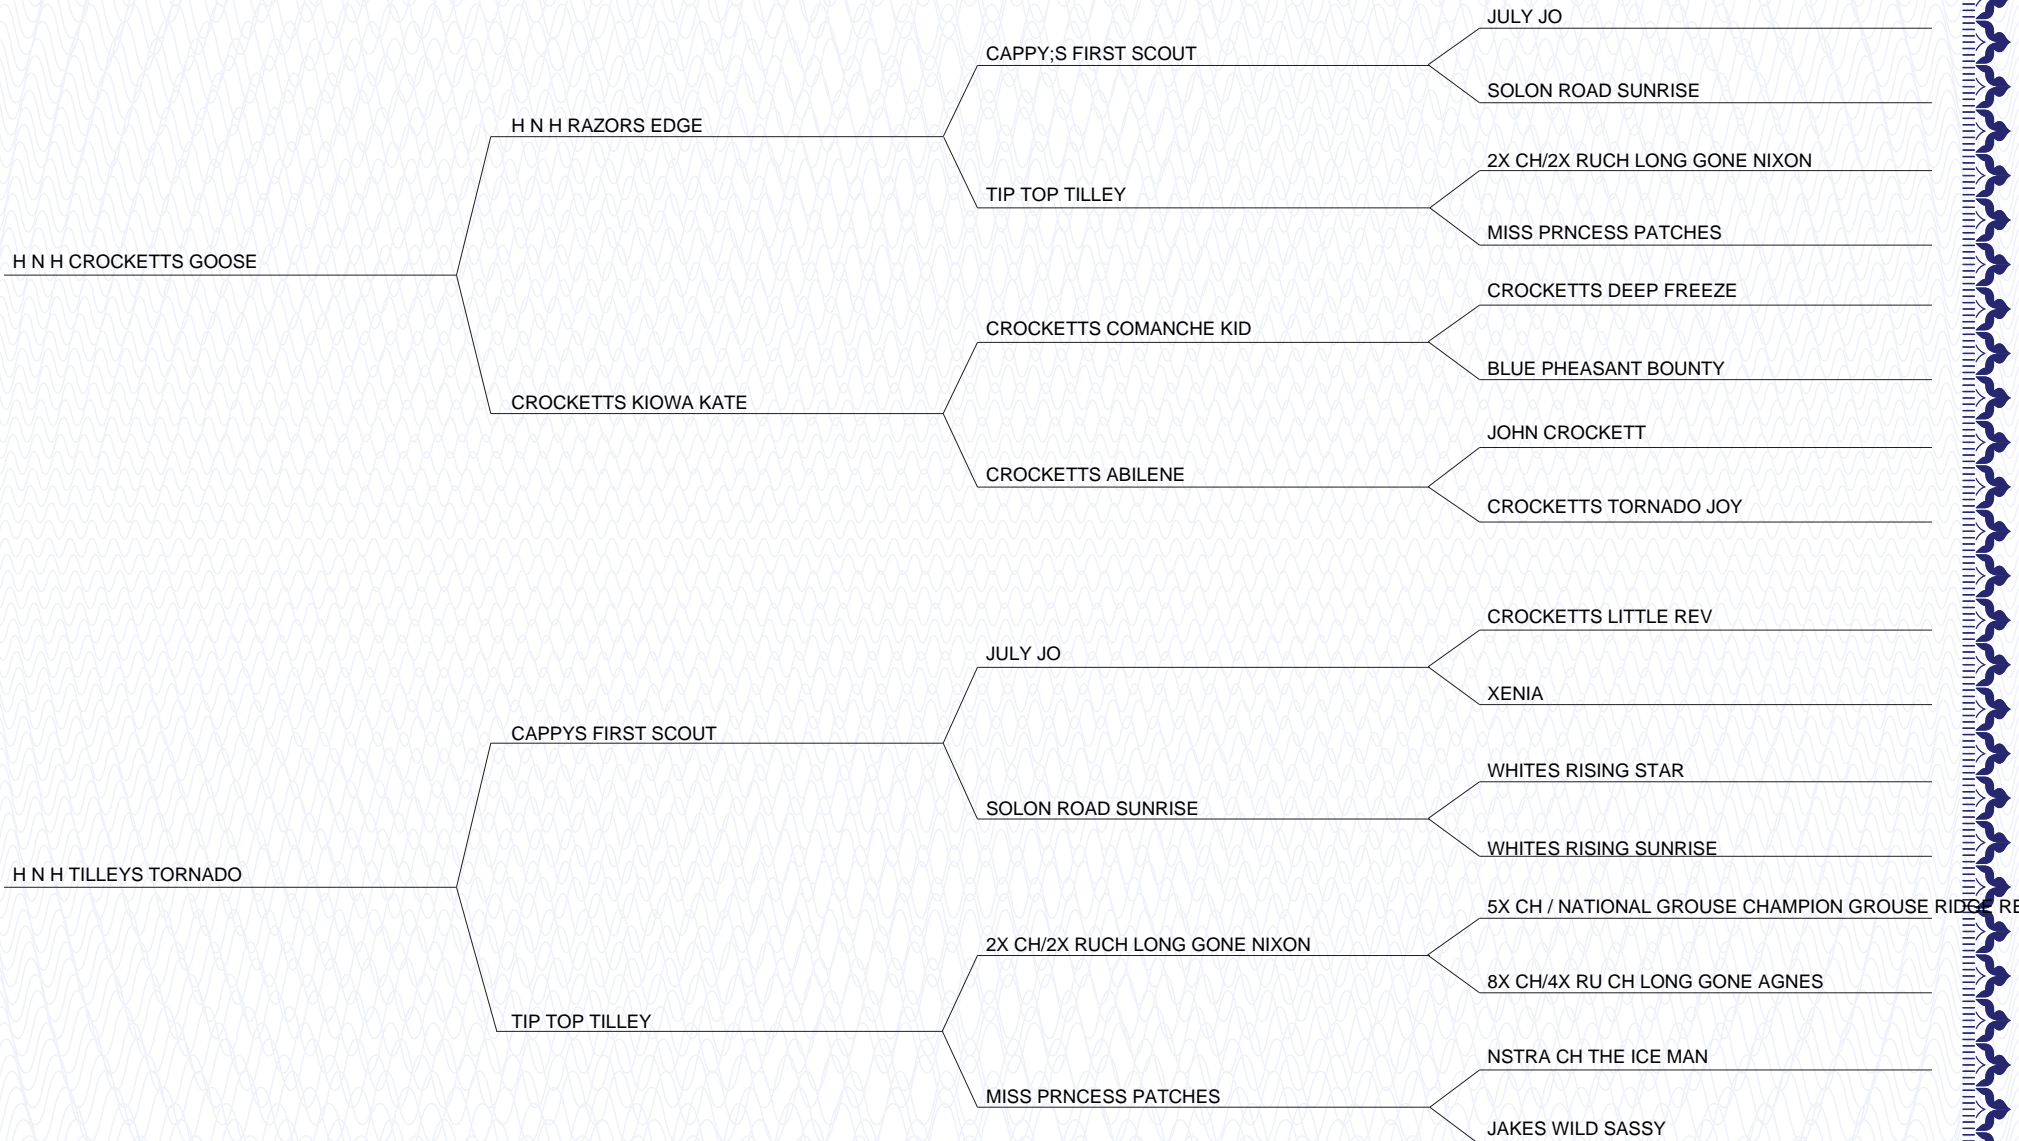 JULY JO
CAPPY;S FIRST SCOUT
SOLON ROAD SUNRISE
H N H RAZORS EDGE
2X CH/2X RUCH LONG GONE NIXON
TIP TOP TILLEY
MISS PRNCESS PATCHES
H N H CROCKETTS GOOSE
CROCKETTS DEEP FREEZE
CROCKETTS COMANCHE KID
BLUE PHEASANT BOUNTY
CROCKETTS KIOWA KATE
JOHN CROCKETT
CROCKETTS ABILENE
CROCKETTS TORNADO JOY
CROCKETTS LITTLE REV
JULY JO
XENIA
CAPPYS FIRST SCOUT
WHITES RISING STAR
SOLON ROAD SUNRISE
WHITES RISING SUNRISE
H N H TILLEYS TORNADO
5X CH / NATIONAL GROUSE CHAMPION GROUSE RIDGE RE
2X CH/2X RUCH LONG GONE NIXON
8X CH/4X RU CH LONG GONE AGNES
TIP TOP TILLEY
NSTRA CH THE ICE MAN
MISS PRNCESS PATCHES
JAKES WILD SASSY